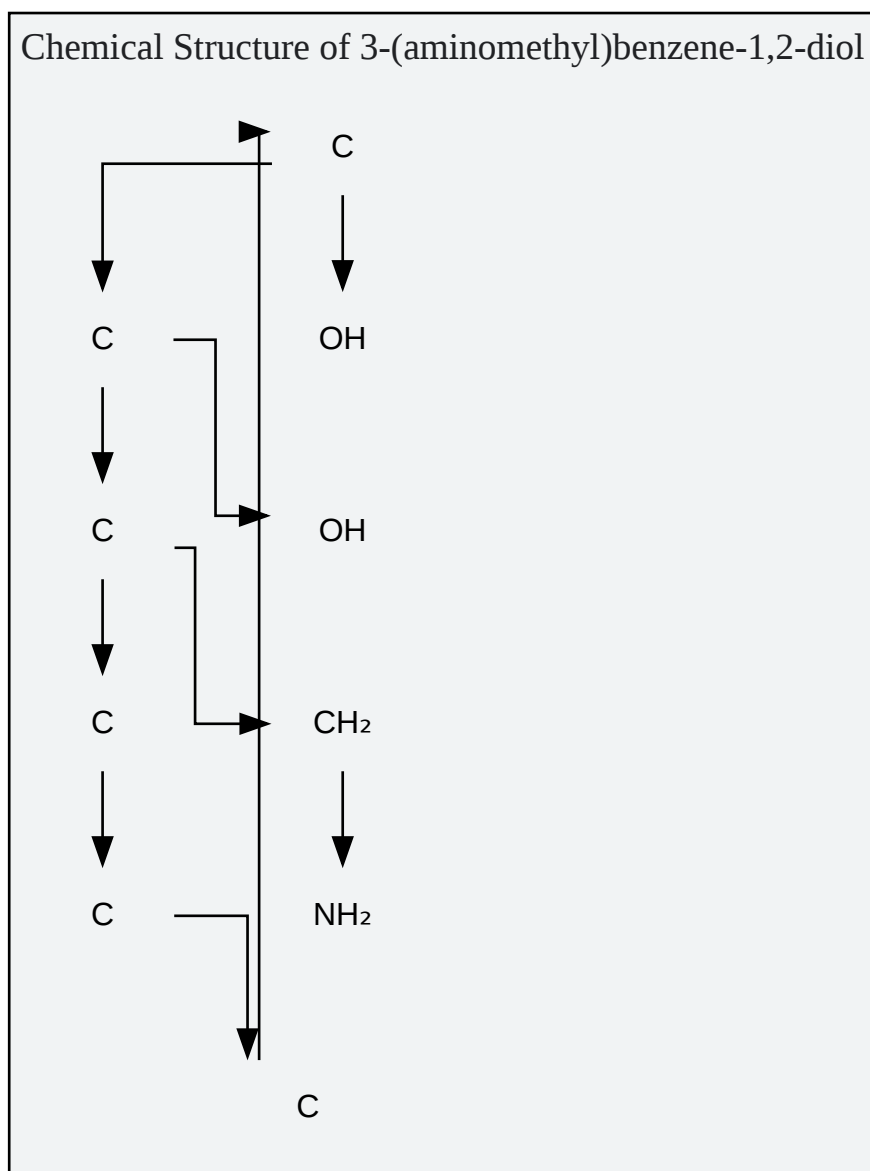 Chemical Structure of 3-(aminomethyl)benzene-1,2-diol
C
C
OH
C
OH
C
CH₂
C
NH₂
C